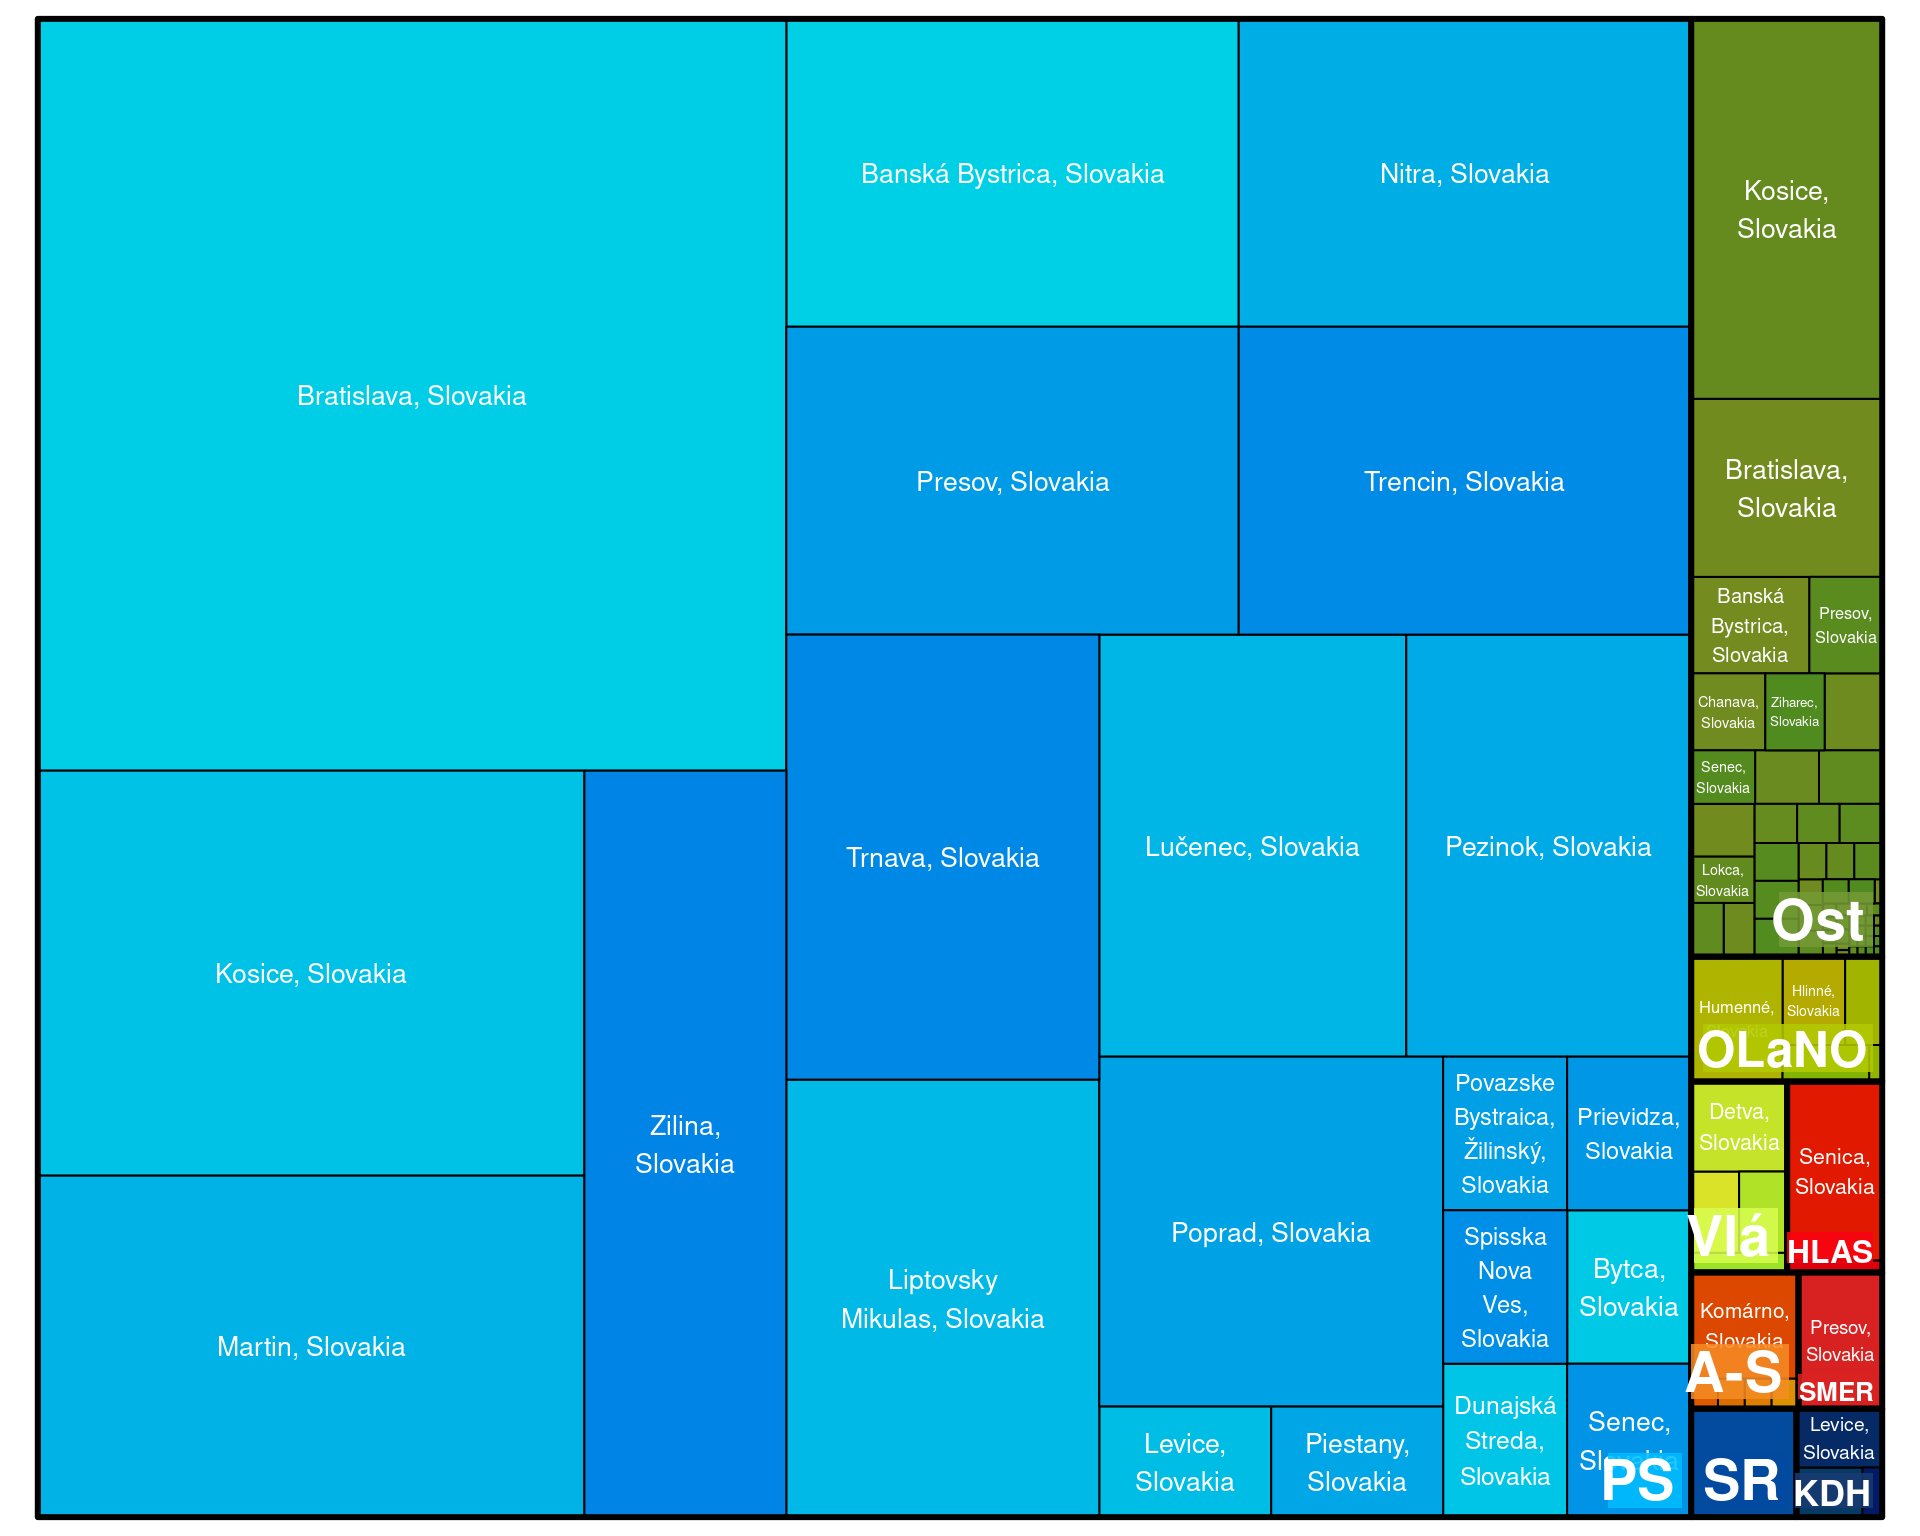 Bratislava, Slovakia
Banská Bystrica, Slovakia
Nitra, Slovakia
Presov, Slovakia
Trencin, Slovakia
Kosice, Slovakia
Martin, Slovakia
Zilina,
Slovakia
Trnava, Slovakia
Lučenec, Slovakia
Pezinok, Slovakia
Liptovsky
Mikulas, Slovakia
Poprad, Slovakia
Levice,
Slovakia
Piestany,
Slovakia
Povazske
Bystraica,
Žilinský,
Slovakia
Prievidza,
Slovakia
Spisska
Nova
Ves,
Slovakia
Bytca,
Slovakia
Dunajská
Streda,
Slovakia
Senec,
Slovakia
PS
Kosice,
Slovakia
Bratislava,
Slovakia
Banská
Bystrica,
Slovakia
Presov,
Slovakia
Chanava,
Slovakia
Ziharec,
Slovakia
Senec,
Slovakia
Lokca,
Slovakia
Ost
Humenné,
Slovakia
Hlinné,
Slovakia
OLaNO
Detva,
Slovakia
Vlá
Senica,
Slovakia
HLAS
Komárno,
Slovakia
A-S
Presov,
Slovakia
SMER
SR
Levice,
Slovakia
KDH